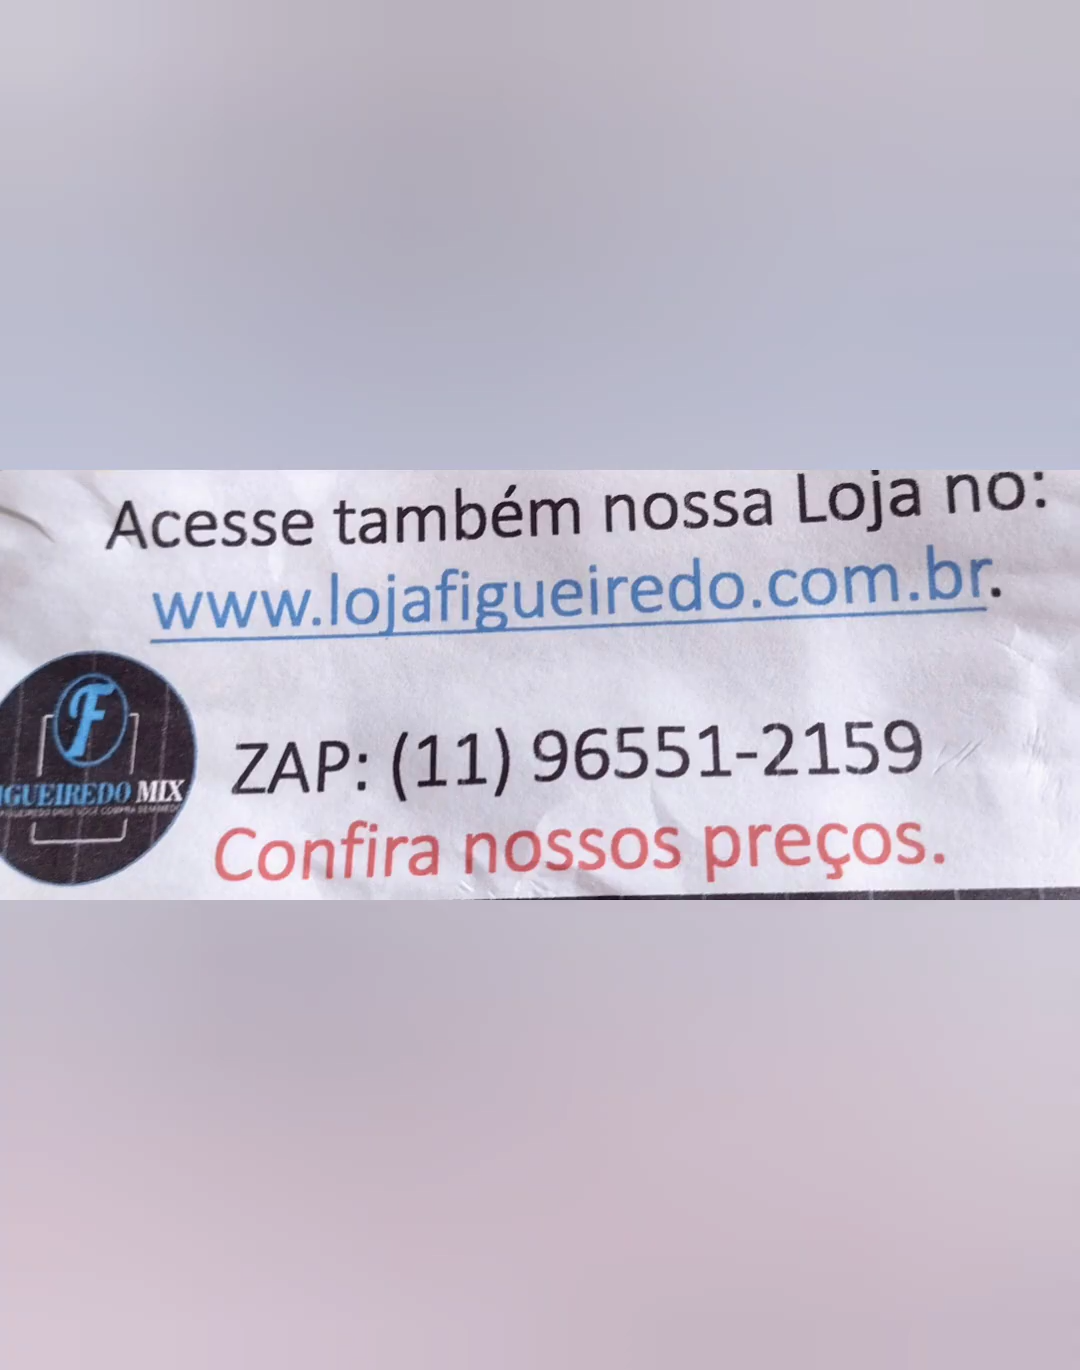 Acesse também nossa Loja no:
www.lojafigueiredo.com.br.
F
IGUEIREDO MIX
ZAP: (11) 96551-2159
Confira nossos preços.